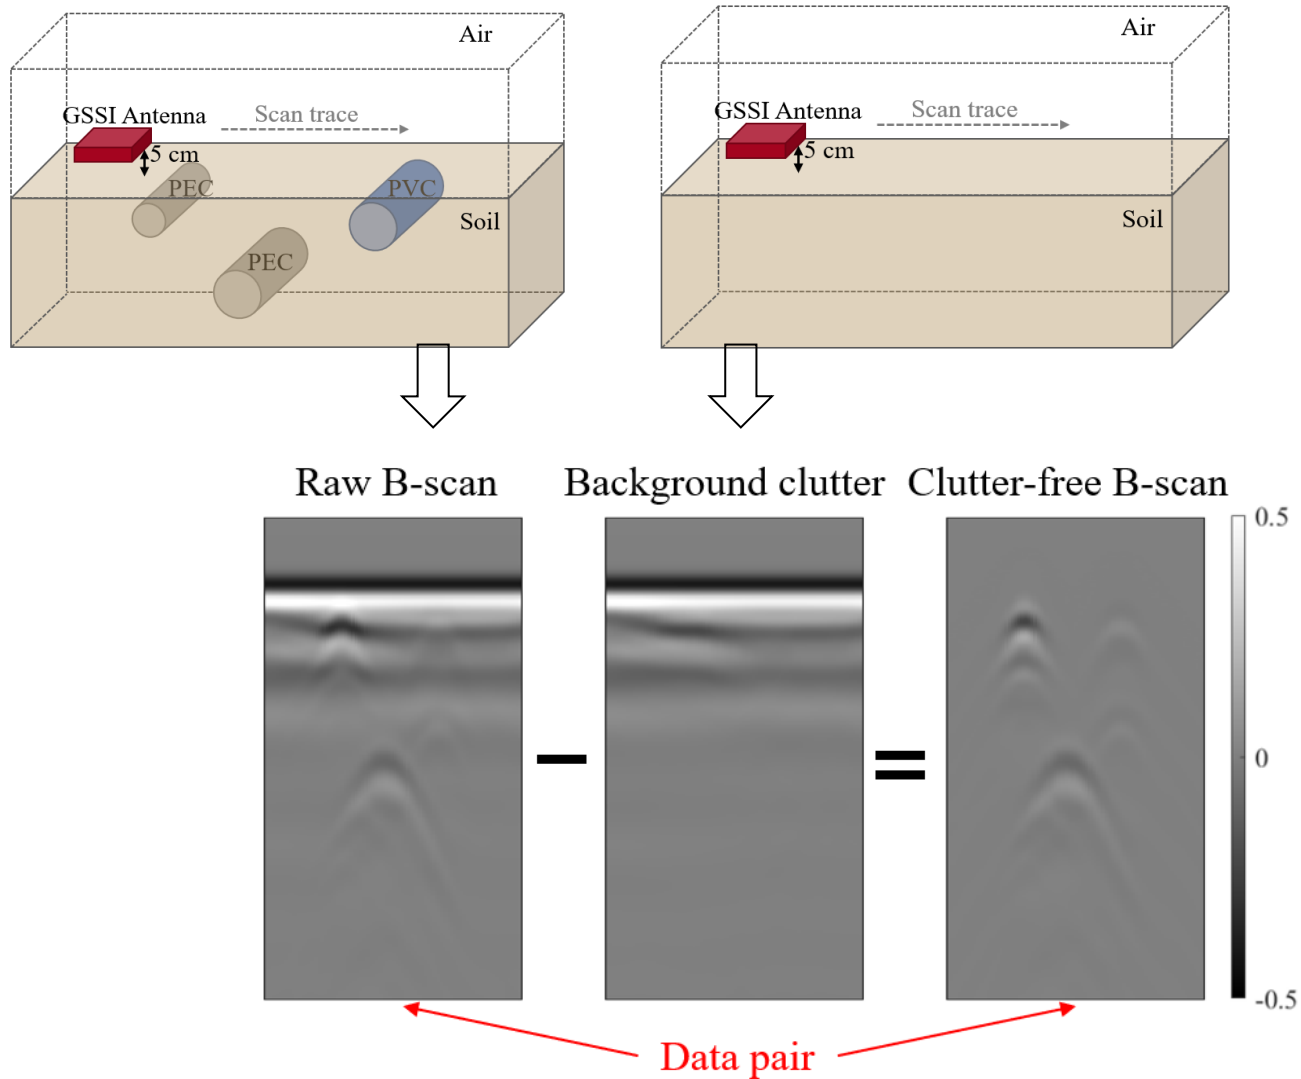 Air
GSSI Antenna
Scan trace
5 cm
PEC
PVC
Soil
PEC
Air
GSSI Antenna
Scan trace
5 cm
Soil
Raw B-scan
Background clutter
Clutter-free B-scan
0.5
0
-0.5
Data pair